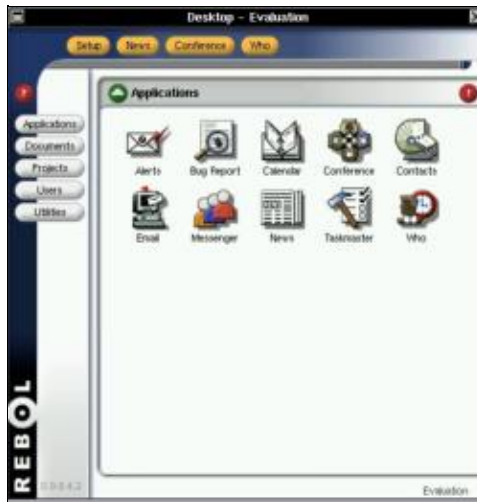 Desktop - Evaluation
Setup News Conference Who
Applications
Applications
Documents
Projects
Users
Utilities
Alerts Bug Report Calendar Conference Contacts
Email Messenger News Taskmaster Who
REBOL
Evaluation